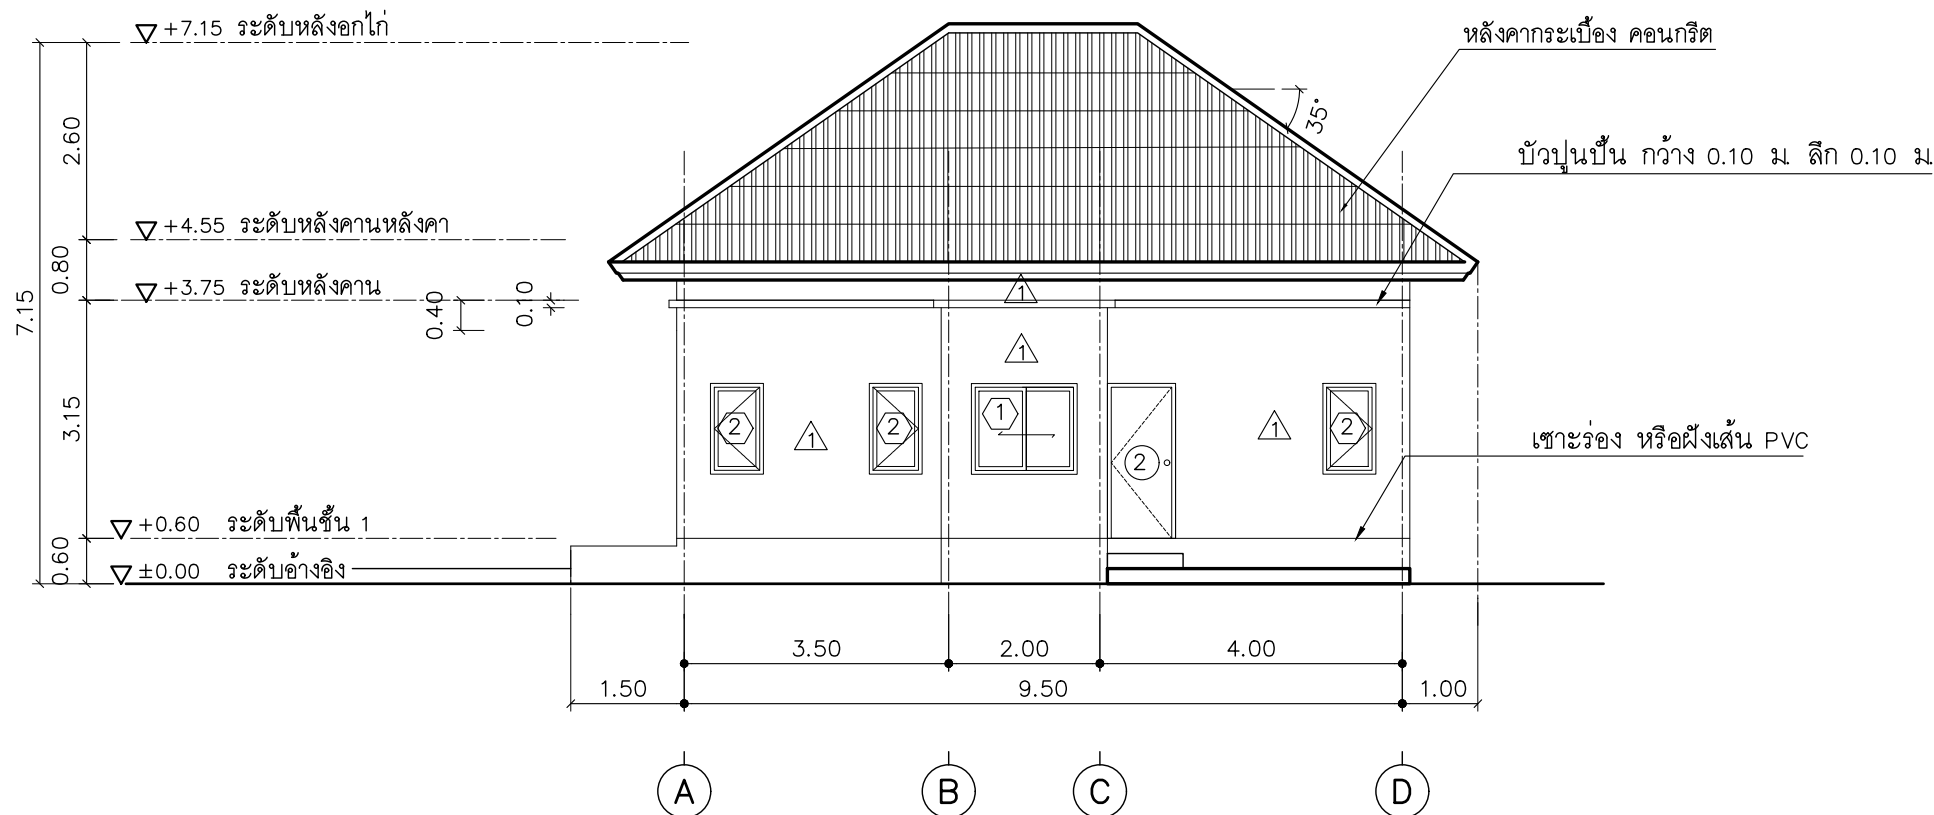 +7.15 ระดับหลังอกไก่
หลังคากระเบื้อง คอนกรีต
35°
2.60
บัวปูนปั้น กว้าง 0.10 ม. ลึก 0.10 ม.
+4.55 ระดับหลังคานหลังคา
0.80
+3.75 ระดับหลังคาน
7.15
0.40
0.10
1
1
3.15
2
1
2
1
2
1
2
เซาะร่อง หรือฝังเส้น PVC
+0.60 ระดับพื้นชั้น 1
0.60
±0.00 ระดับอ้างอิง
3.50 2.00 4.00
1.50 9.50 1.00
A B C D